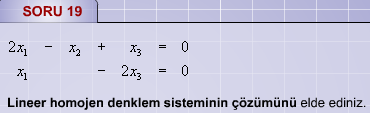 SORU 19
2x₁ − x₂ + x₃ = 0
x₁ − 2x₃ = 0
Lineer homojen denklem sisteminin çözümünü elde ediniz.